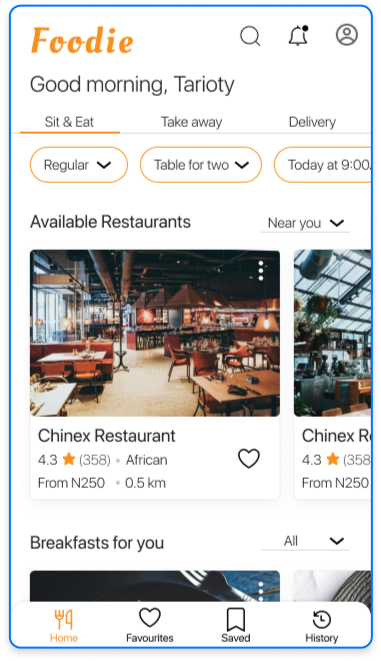 Foodie
Good morning, Tarioty
Sit & Eat Take away Delivery
Regular Table for two Today at 9:00
Available Restaurants Near you
Chinex Restaurant Chinex R
4.3 (358) • African 4.3 (358
From N250 • 0.5 km From N250
Breakfasts for you All
Home Favourites Saved History